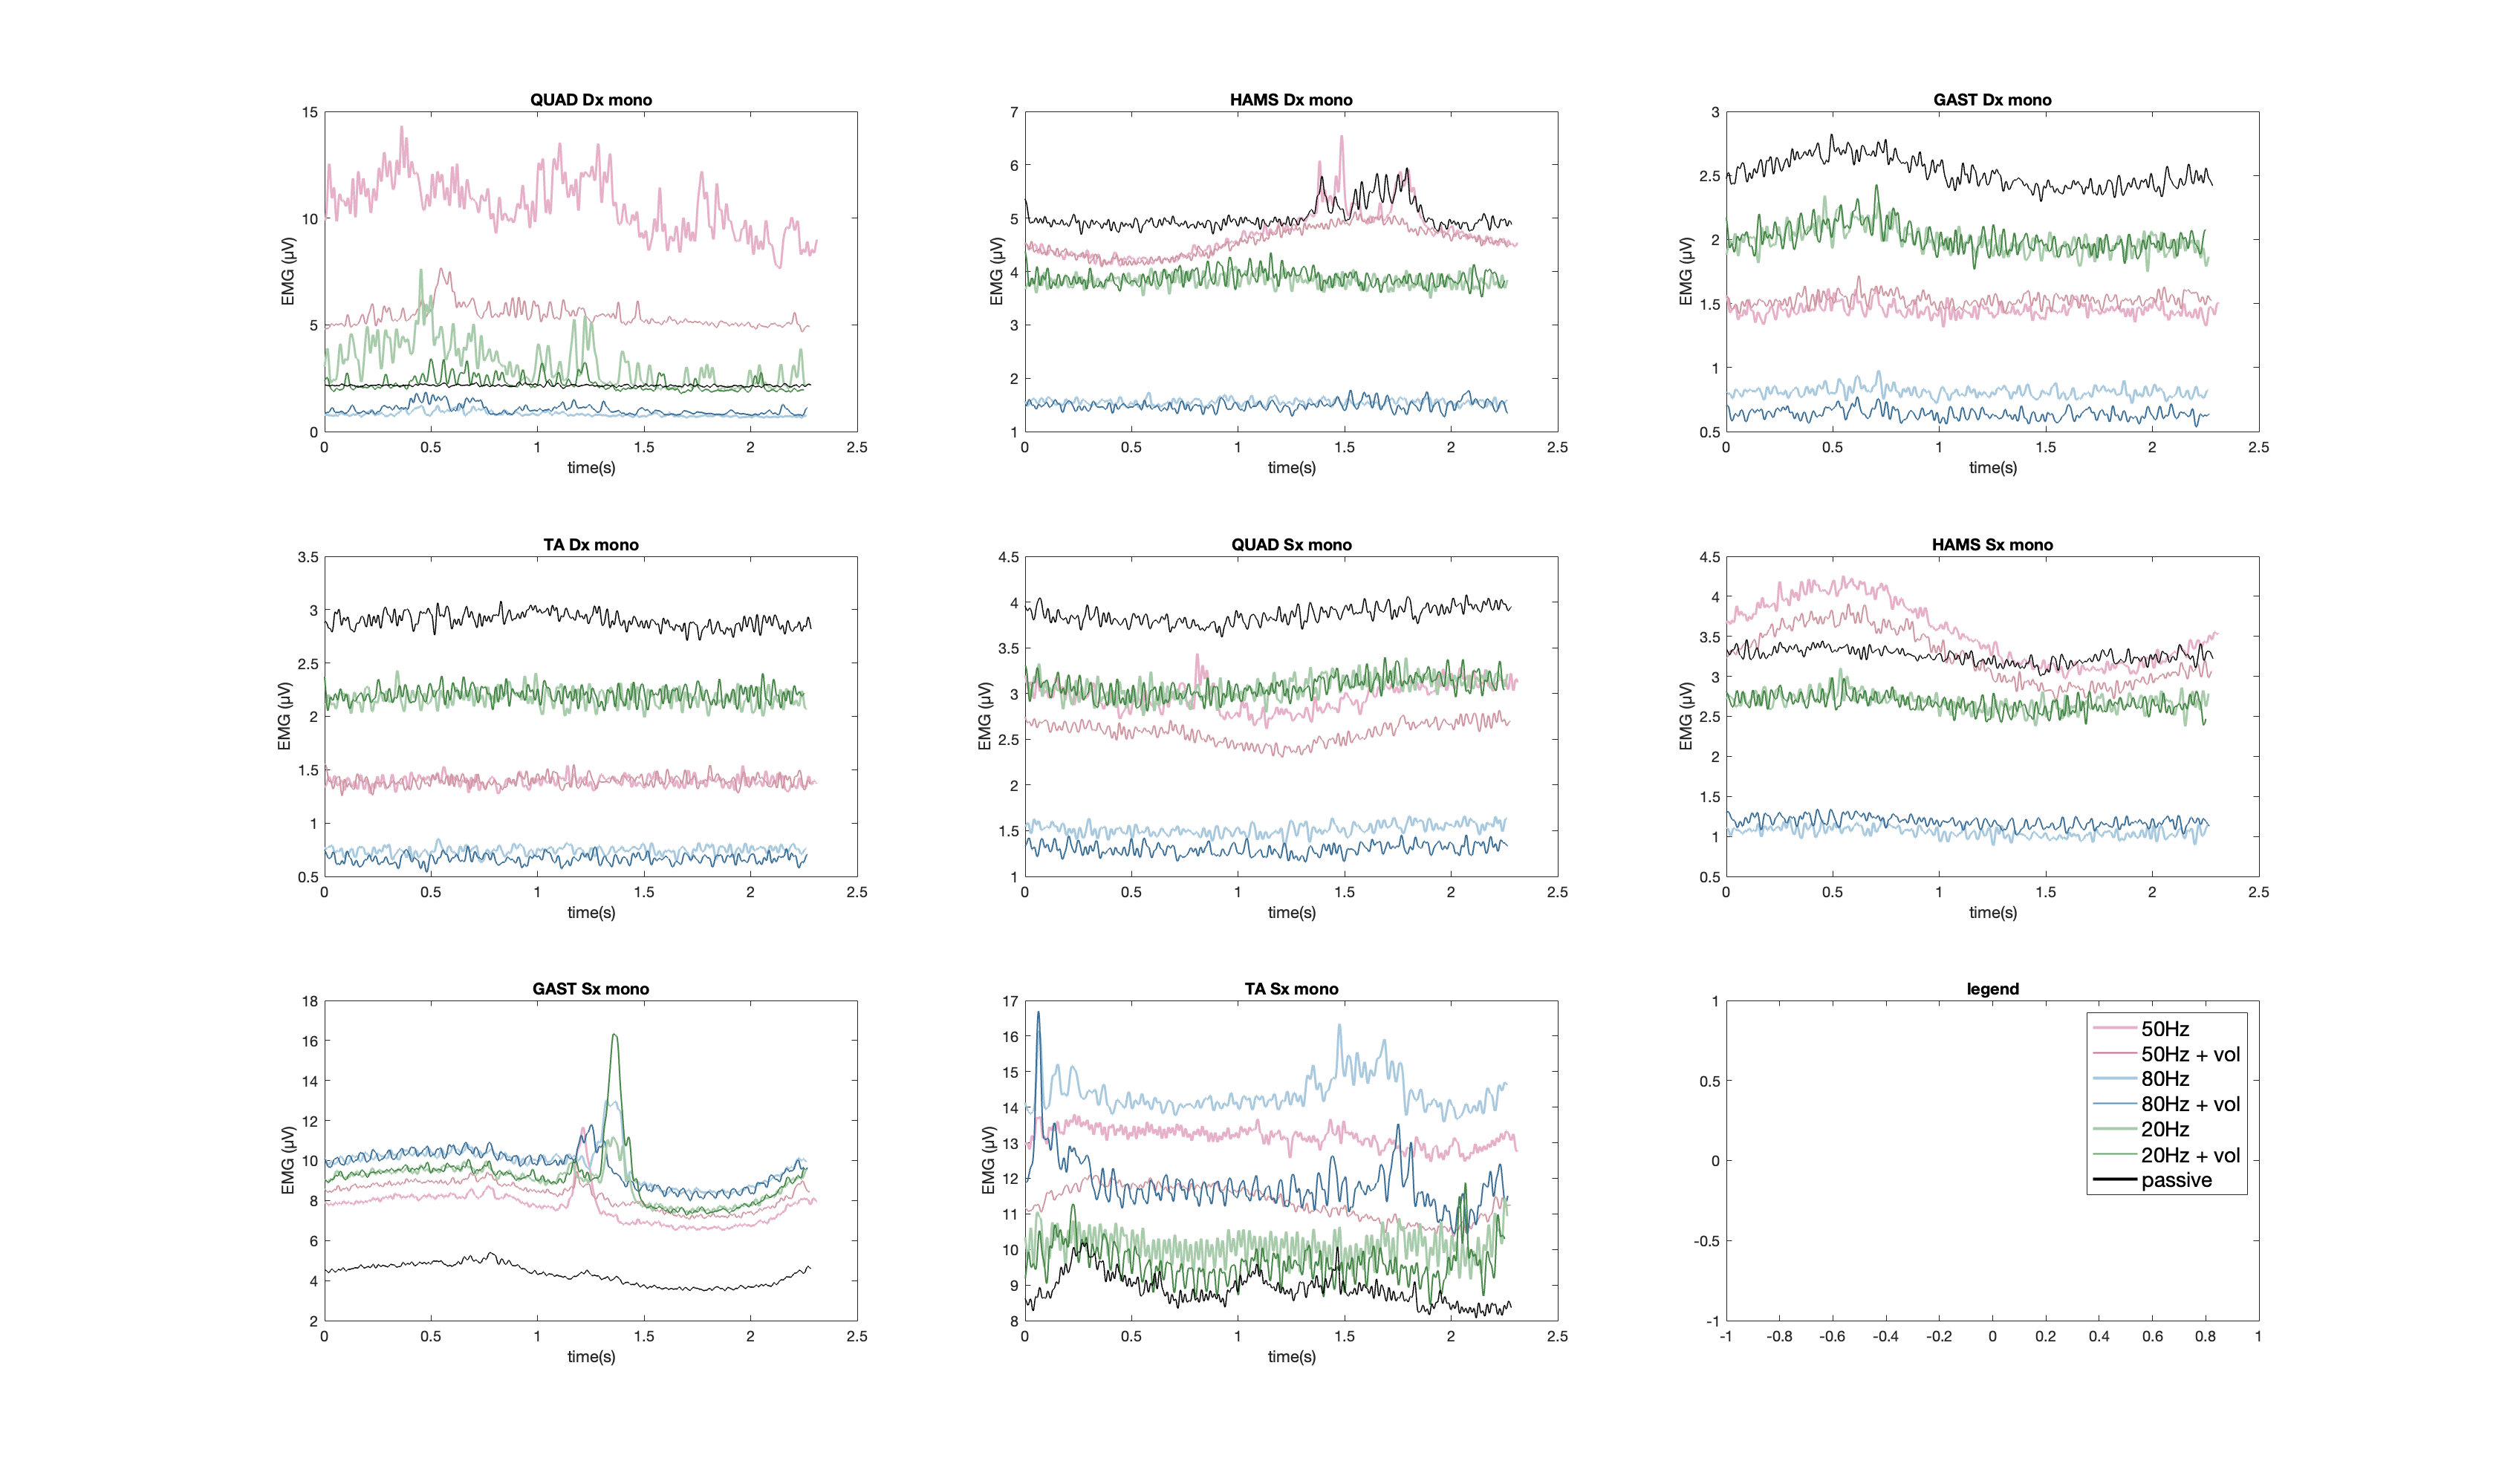 QUAD Dx mono
15
10
5
0
EMG (µV)
0 0.5 1 1.5 2 2.5
time(s)
HAMS Dx mono
7
6
5
4
3
2
1
EMG (µV)
0 0.5 1 1.5 2 2.5
time(s)
GAST Dx mono
3
2.5
2
1.5
1
0.5
EMG (µV)
0 0.5 1 1.5 2 2.5
time(s)
TA Dx mono
3.5
3
2.5
2
1.5
1
0.5
EMG (µV)
0 0.5 1 1.5 2 2.5
time(s)
QUAD Sx mono
4.5
4
3.5
3
2.5
2
1.5
1
EMG (µV)
0 0.5 1 1.5 2 2.5
time(s)
HAMS Sx mono
4.5
4
3.5
3
2.5
2
1.5
1
0.5
EMG (µV)
0 0.5 1 1.5 2 2.5
time(s)
GAST Sx mono
18
16
14
12
10
8
6
4
2
EMG (µV)
0 0.5 1 1.5 2 2.5
time(s)
TA Sx mono
17
16
15
14
13
12
11
10
9
8
EMG (µV)
0 0.5 1 1.5 2 2.5
time(s)
legend
1
0.5
0
-0.5
-1
-1 -0.8 -0.6 -0.4 -0.2 0 0.2 0.4 0.6 0.8 1
50Hz
50Hz + vol
80Hz
80Hz + vol
20Hz
20Hz + vol
passive